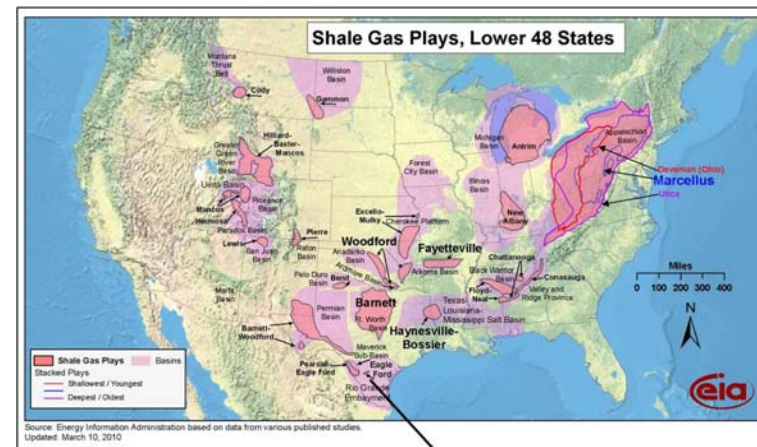 Shale Gas Plays, Lower 48 States
Montana
Thrust
Belt
Cody
Williston
Basin
Gammon
Hilliard-
Baxter-
Mancos
Greater
Green
River
Basin
Uinta Basin
Mancos
Piceance
Basin
Hermosa
Paradox Basin
Lewis
San Juan
Basin
Pierre
Raton
Basin
Michigan
Basin
Antrim
Appalachian
Basin
Devonian (Ohio)
Marcellus
Utica
Forest
City Basin
Illinois
Basin
New
Albany
Excello-
Mulky
Cherokee Platform
Woodford
Anadarko
Basin
Ardmore Basin
Fayetteville
Arkoma Basin
Palo Duro
Basin
Bend
Chattanooga
Black Warrior
Basin
Conasauga
Floyd-
Neal
Valley and
Ridge Province
Marfa
Basin
Permian
Basin
Barnett
Ft. Worth
Basin
Barnett-
Woodford
Texas
Louisiana-
Mississippi Salt Basin
Haynesville-
Bossier
Maverick
Sub-Basin
Pearsall-
Eagle Ford
Eagle
Ford
Rio Grande
Embayment
Miles
0 100 200 300 400
N
Shale Gas Plays
Basins
Stacked Plays
Shallowest / Youngest
Deepest / Oldest
eia
Source: Energy Information Administration based on data from various published studies.
Updated: March 10, 2010